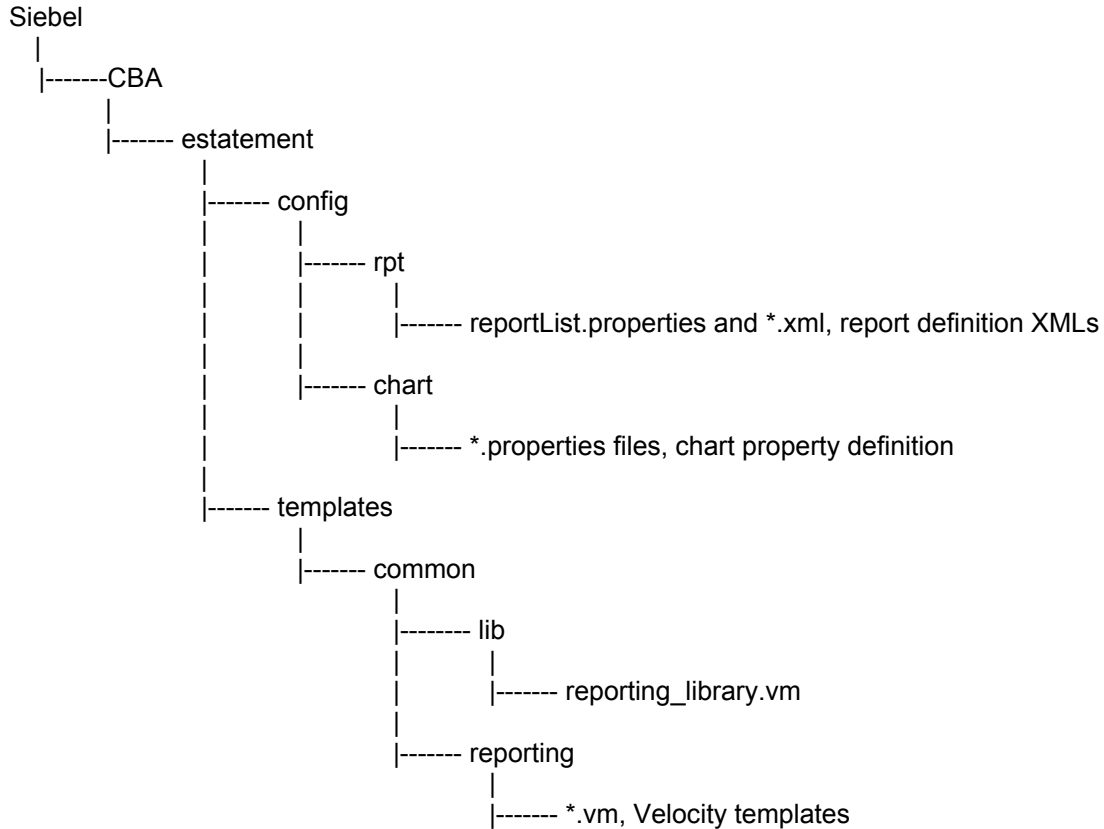 Siebel
CBA
estatement
config
rpt
reportList.properties and *.xml, report definition XMLs
chart
*.properties files, chart property definition
templates
common
lib
reporting_library.vm
reporting
*.vm, Velocity templates